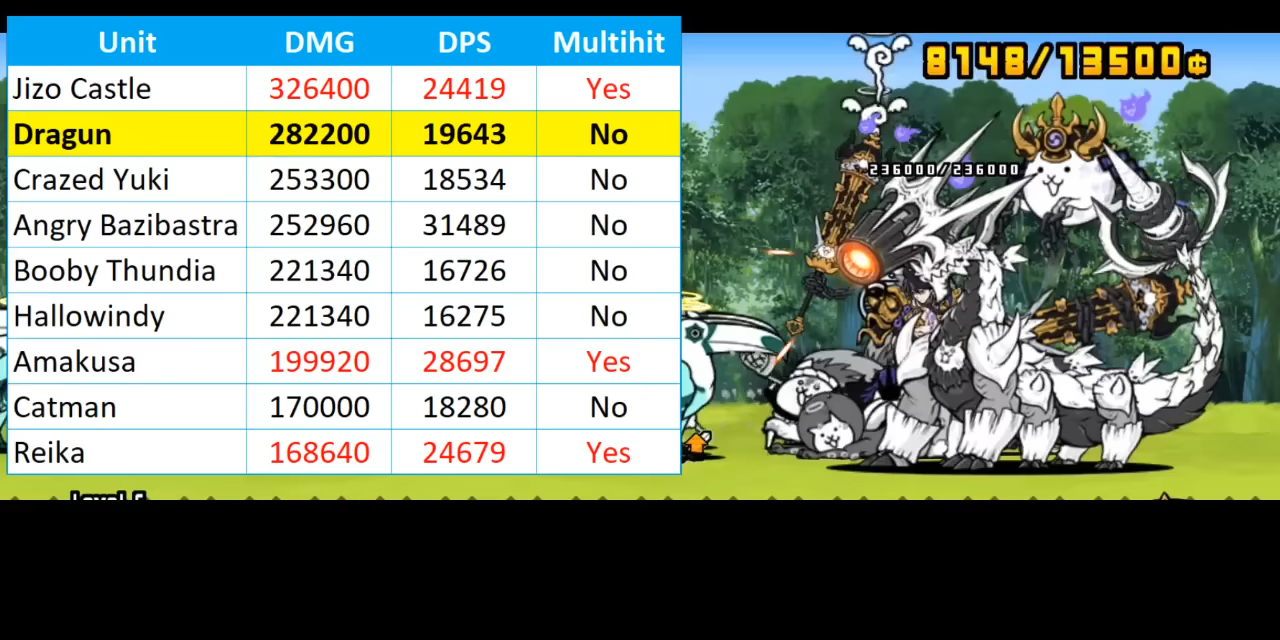 Unit DMG DPS Multihit
Jizo Castle 326400 24419 Yes
Dragun 282200 19643 No
Crazed Yuki 253300 18534 No
Angry Bazibastra 252960 31489 No
Booby Thundia 221340 16726 No
Hallowindy 221340 16275 No
Amakusa 199920 28697 Yes
Catman 170000 18280 No
Reika 168640 24679 Yes
8148/13500¢
236000/236000